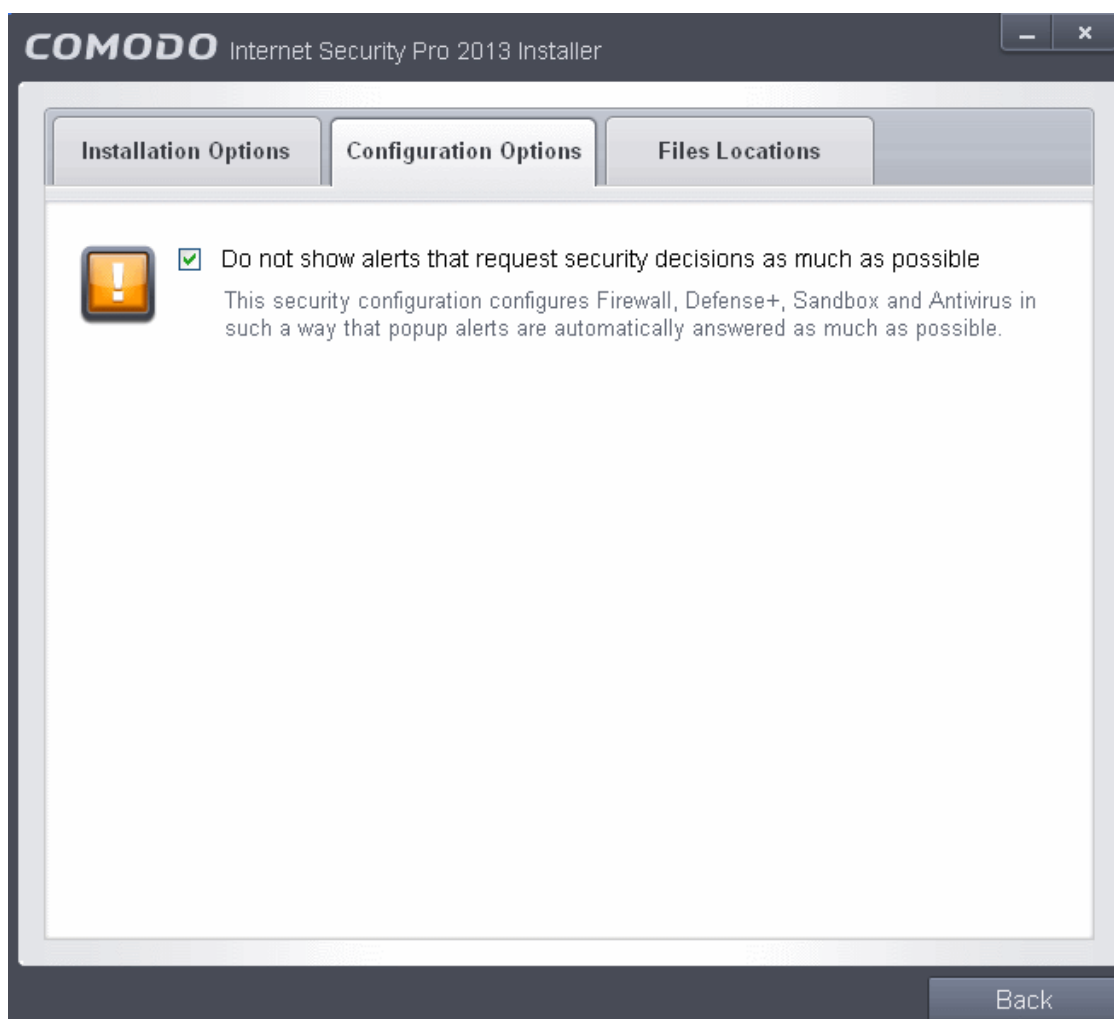 COMODO Internet Security Pro 2013 Installer
Installation Options
Configuration Options
Files Locations
Do not show alerts that request security decisions as much as possible
This security configuration configures Firewall, Defense+, Sandbox and Antivirus in
such a way that popup alerts are automatically answered as much as possible.
Back